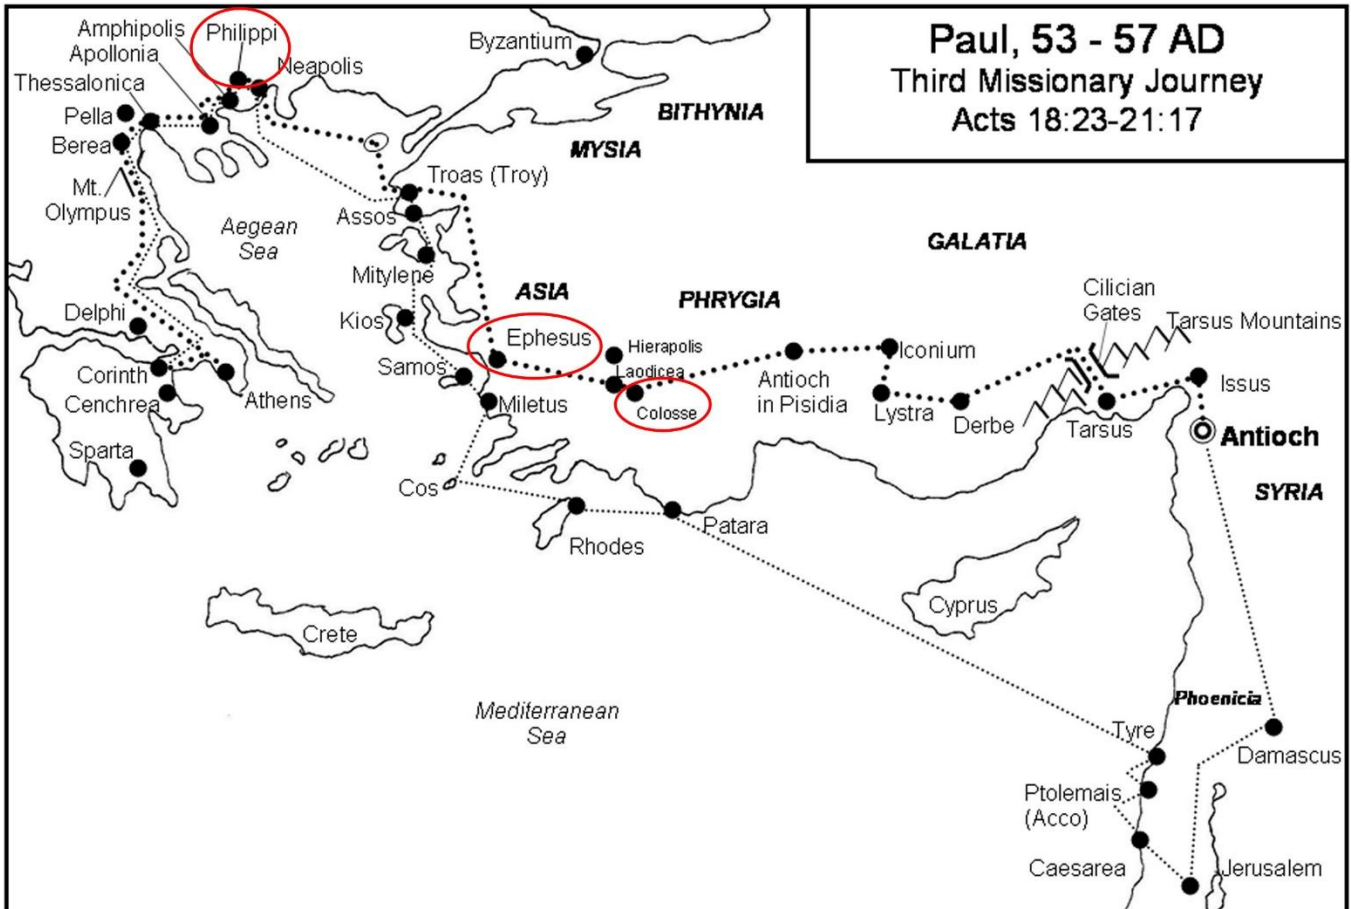 Paul, 53 - 57 AD
Third Missionary Journey
Acts 18:23-21:17
Amphipolis
Philippi
Apollonia
Neapolis
Byzantium
Thessalonica
Pella
Berea
BITHYNIA
MYSIA
Mt.
Olympus
Troas (Troy)
Assos
Aegean
Sea
GALATIA
Mitylene
ASIA
PHRYGIA
Cilician
Gates
Tarsus Mountains
Delphi
Kios
Ephesus
Hierapolis
Iconium
Samos
Laodicea
Corinth
Cenchrea
Athens
Miletus
Colosse
Antioch
in Pisidia
Lystra
Derbe
Tarsus
Issus
Antioch
Sparta
Cos
SYRIA
Rhodes
Patara
Cyprus
Crete
Mediterranean
Sea
Phoenicia
Tyre
Damascus
Ptolemais
(Acco)
Caesarea
Jerusalem